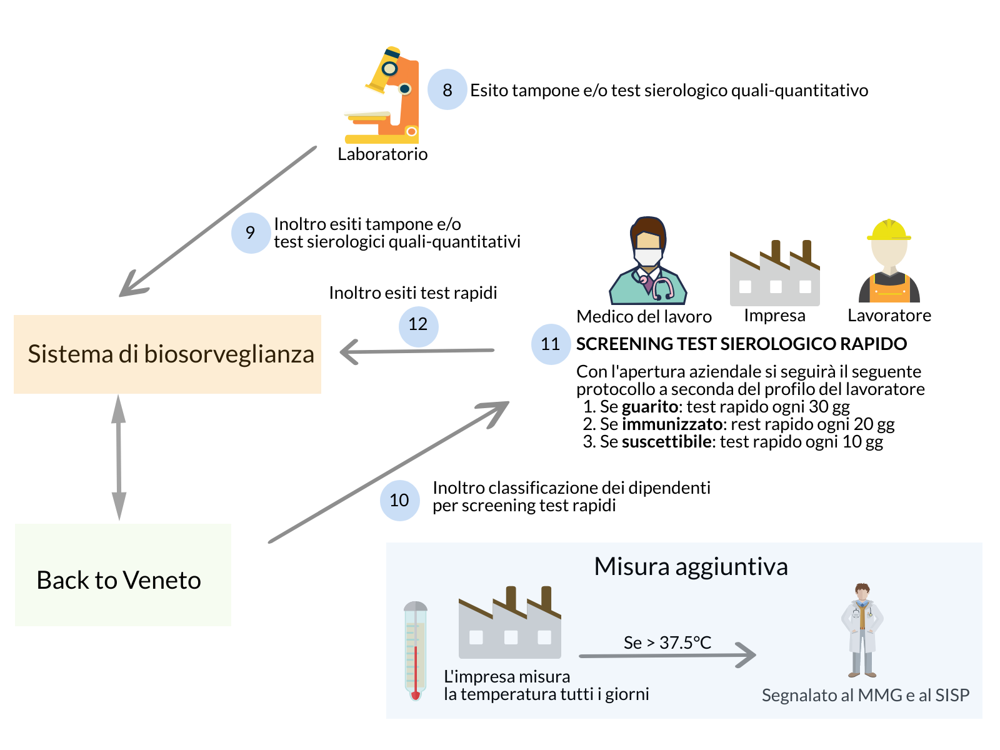 8 Esito tampone e/o test sierologico quali-quantitativo
Laboratorio
9 Inoltro esiti tampone e/o
test sierologici quali-quantitativi
Inoltro esiti test rapidi
12
Medico del lavoro
Impresa
Lavoratore
11 SCREENING TEST SIEROLOGICO RAPIDO
Con l'apertura aziendale si seguirà il seguente
protocollo a seconda del profilo del lavoratore
1. Se guarito: test rapido ogni 30 gg
2. Se immunizzato: rest rapido ogni 20 gg
3. Se suscettibile: test rapido ogni 10 gg
Sistema di biosorveglianza
10 Inoltro classificazione dei dipendenti
per screening test rapidi
Back to Veneto
Misura aggiuntiva
Se > 37.5°C
L'impresa misura
la temperatura tutti i giorni
Segnalato al MMG e al SISP